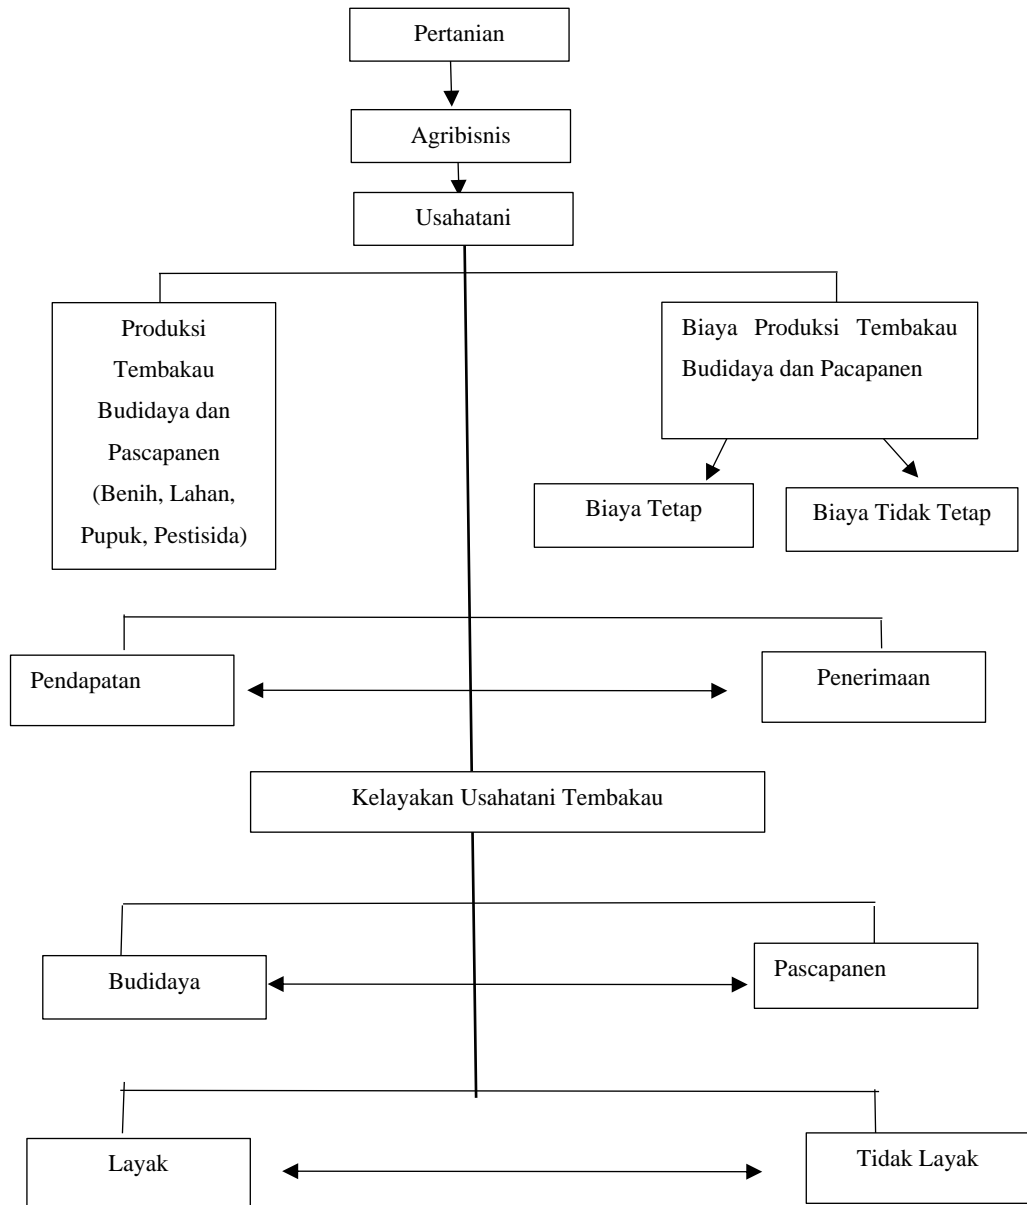 Pertanian
Agribisnis
Usahatani
Produksi
Tembakau
Budidaya dan
Pascapanen
(Benih, Lahan,
Pupuk, Pestisida)
Biaya Produksi Tembakau
Budidaya dan Pacapanen
Biaya Tetap
Biaya Tidak Tetap
Pendapatan
Penerimaan
Kelayakan Usahatani Tembakau
Budidaya
Pascapanen
Layak
Tidak Layak